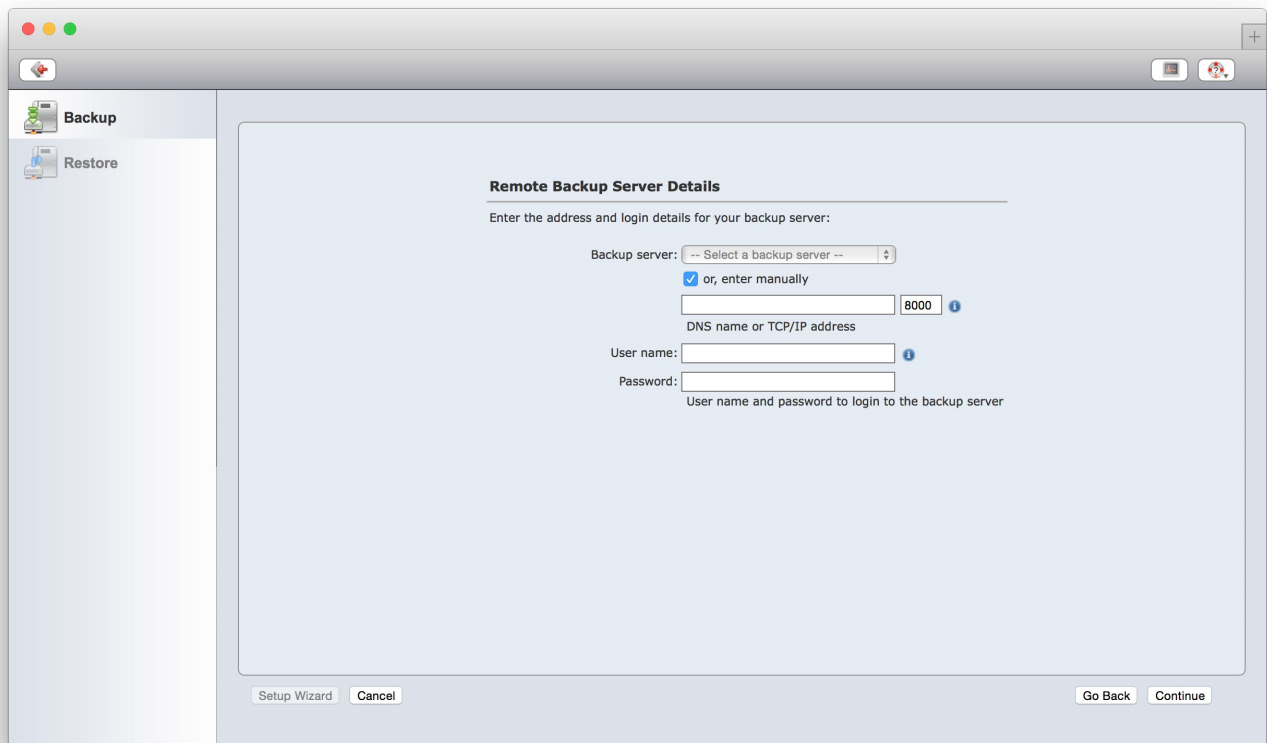 Backup
Restore
Remote Backup Server Details
Enter the address and login details for your backup server:
Backup server: -- Select a backup server --
or, enter manually
8000
DNS name or TCP/IP address
User name:
Password:
User name and password to login to the backup server
Setup Wizard Cancel Go Back Continue